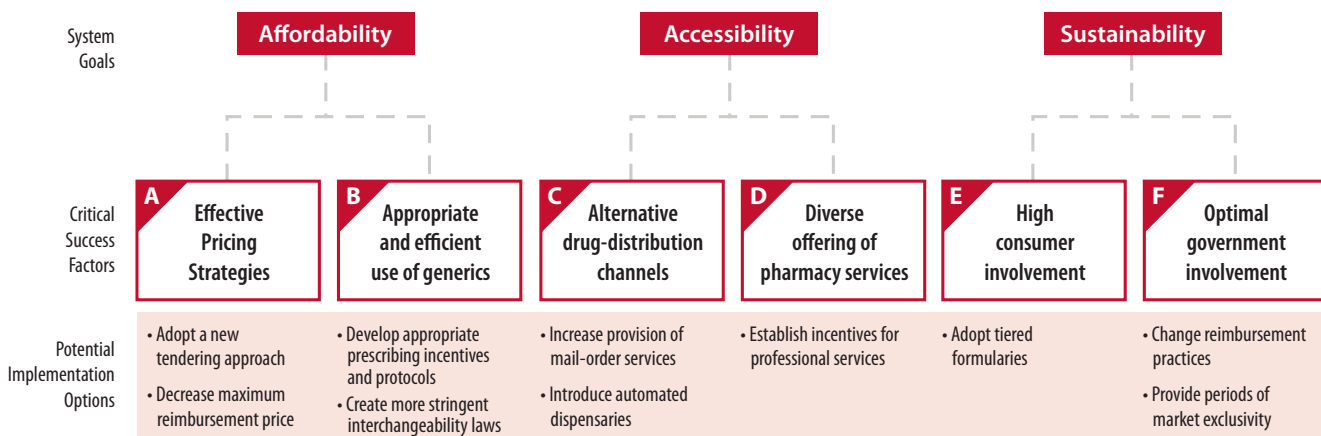 System
Goals
Affordability
Accessibility
Sustainability
Critical
Success
Factors
A
Effective
Pricing
Strategies
B
Appropriate
and efficient
use of generics
C
Alternative
drug-distribution
channels
D
Diverse
offering of
pharmacy services
E
High
consumer
involvement
F
Optimal
government
involvement
Potential
Implementation
Options
• Adopt a new
tendering approach
• Decrease maximum
reimbursement price
• Develop appropriate
prescribing incentives
and protocols
• Create more stringent
interchangeability laws
• Increase provision of
mail-order services
• Introduce automated
dispensaries
• Establish incentives for
professional services
• Adopt tiered
formularies
• Change reimbursement
practices
• Provide periods of
market exclusivity